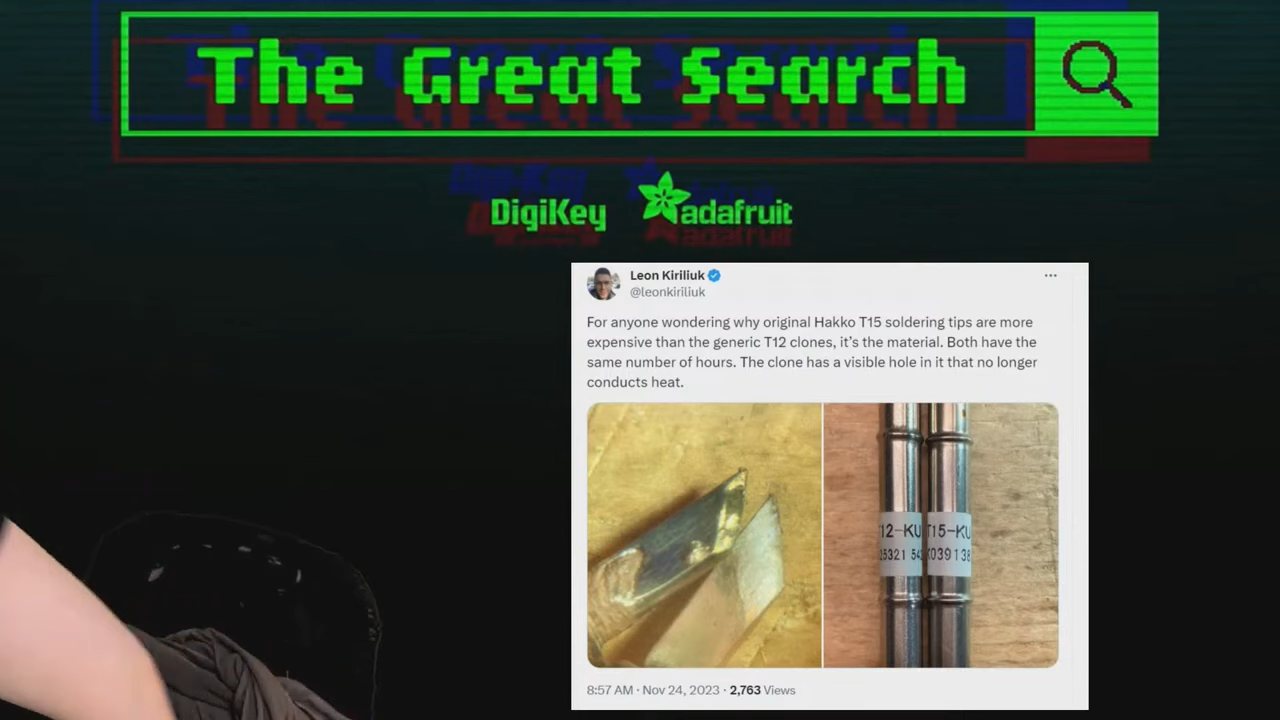 The Great Search
DigiKey
adafruit
Leon Kiriliuk
@leonkiriliuk
For anyone wondering why original Hakko T15 soldering tips are more
expensive than the generic T12 clones, it's the material. Both have the
same number of hours. The clone has a visible hole in it that no longer
conducts heat.
T12-KU
T15-KU
8:57 AM · Nov 24, 2023 · 2,763 Views